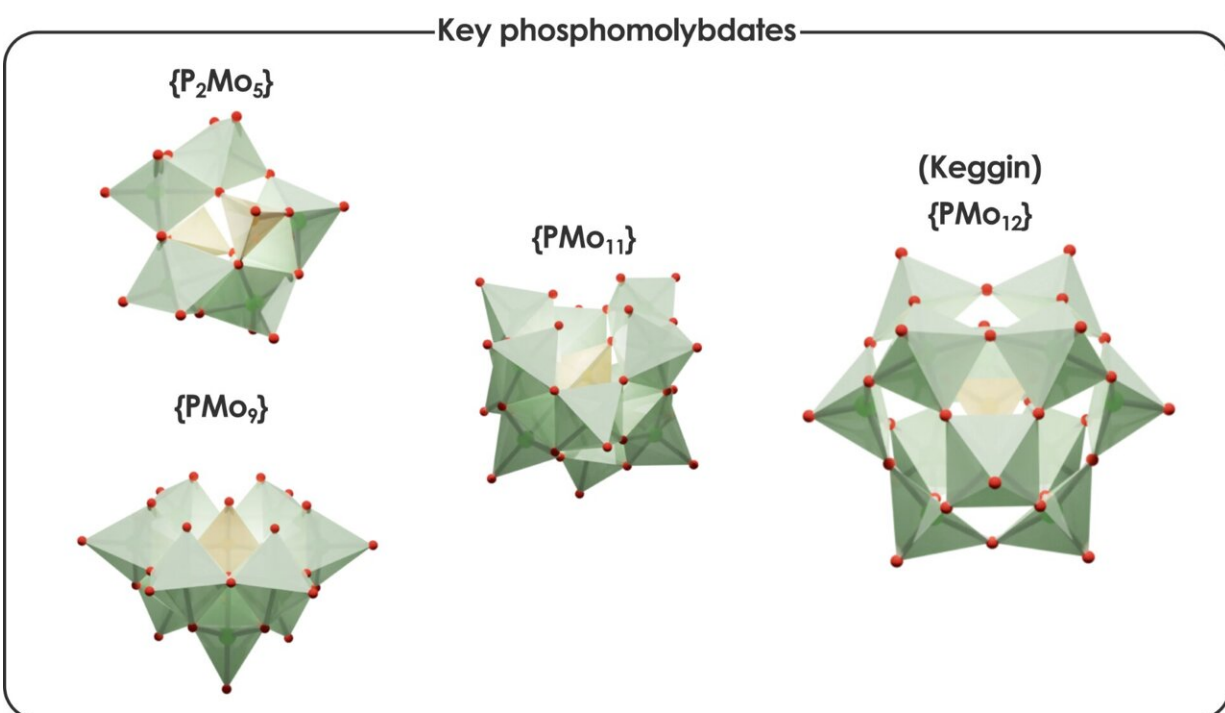 Key phosphomolybdates
{P₂Mo₅}
(Keggin)
{PMo₁₂}
{PMo₁₁}
{PMo₉}